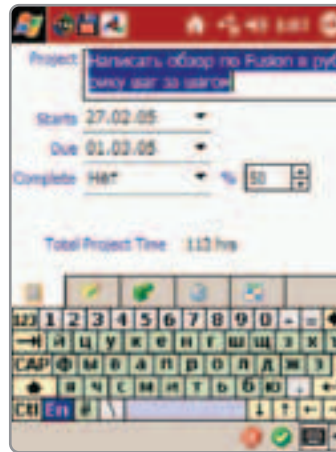 Project Написать обзор по Fusion в руб
рику шаг за шагом
Starts 27.02.05
Due 01.03.05
Complete Нет % 50
Total Project Time 113 hrs
123 1 2 3 4 5 6 7 8 9 0 - =
й ц у к е н г ш щ з х
CAP ф ы в а п р о л д ж э
я ч с м и т ь б ю .
Ctl En ё \